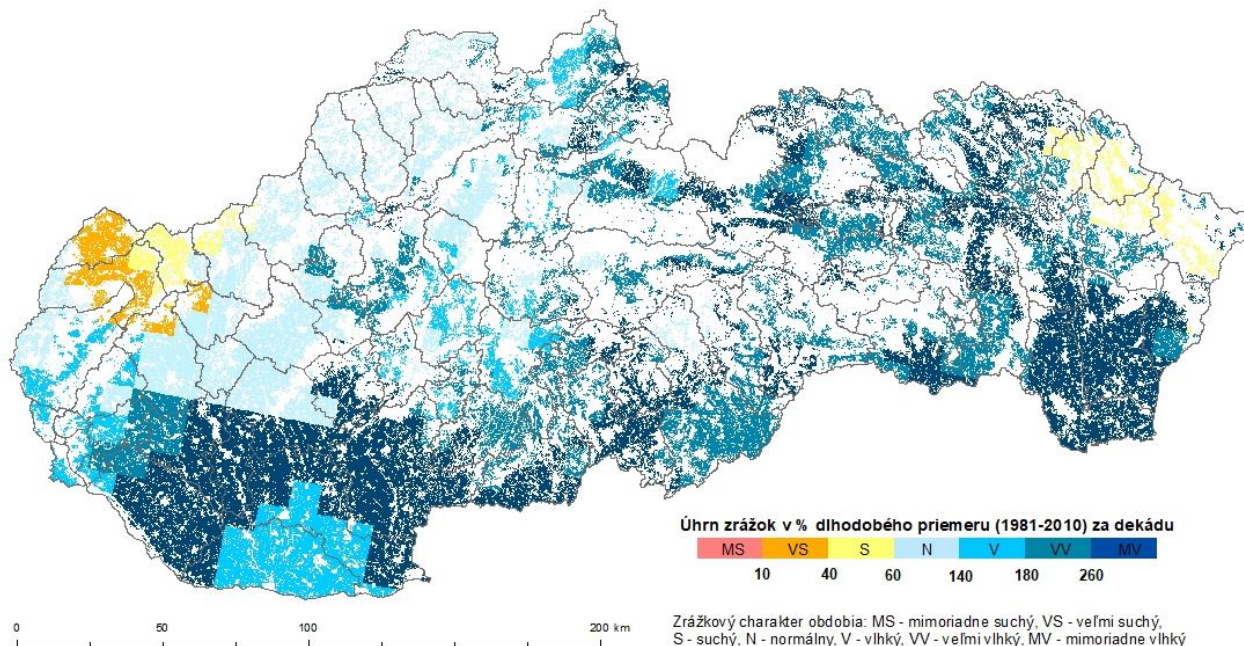 Úhrn zrážok v % dlhodobého priemeru (1981-2010) za dekádu
MS VS S N V VV MV
10 40 60 140 180 260
0 50 100 200 km
Zrážkový charakter obdobia: MS - mimoriadne suchý, VS - veľmi suchý,
S - suchý, N - normálny, V - vlhký, VV - veľmi vlhký, MV - mimoriadne vlhký